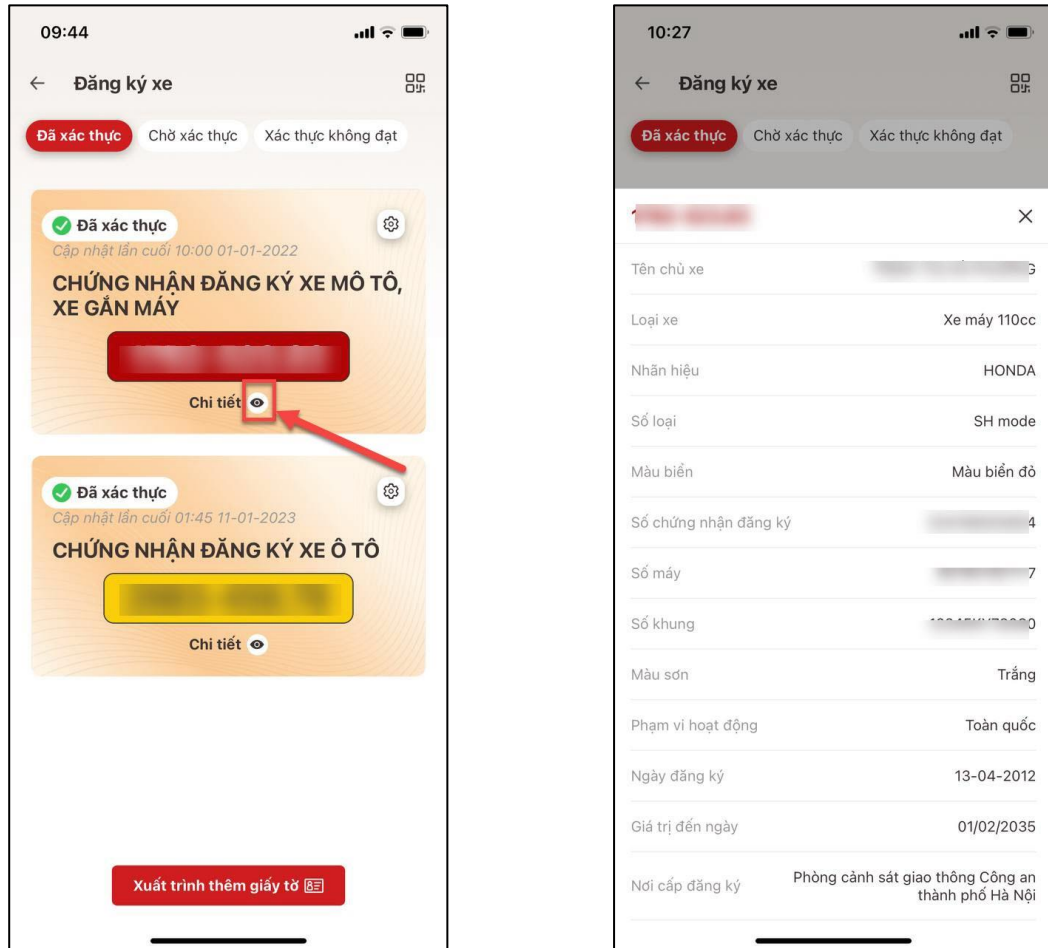 09:44
Đăng ký xe
Đã xác thực
Chờ xác thực
Xác thực không đạt
Đã xác thực
Cập nhật lần cuối 10:00 01-01-2022
CHỨNG NHẬN ĐĂNG KÝ XE MÔ TÔ,
XE GẮN MÁY
Chi tiết
Đã xác thực
Cập nhật lần cuối 01:45 11-01-2023
CHỨNG NHẬN ĐĂNG KÝ XE Ô TÔ
Chi tiết
Xuất trình thêm giấy tờ
10:27
Đăng ký xe
Đã xác thực
Chờ xác thực
Xác thực không đạt
Tên chủ xe
Loại xe Xe máy 110cc
Nhãn hiệu HONDA
Số loại SH mode
Màu biển Màu biển đỏ
Số chứng nhận đăng ký
Số máy
Số khung
Màu sơn Trắng
Phạm vi hoạt động Toàn quốc
Ngày đăng ký 13-04-2012
Giá trị đến ngày 01/02/2035
Nơi cấp đăng ký Phòng cảnh sát giao thông Công an
thành phố Hà Nội